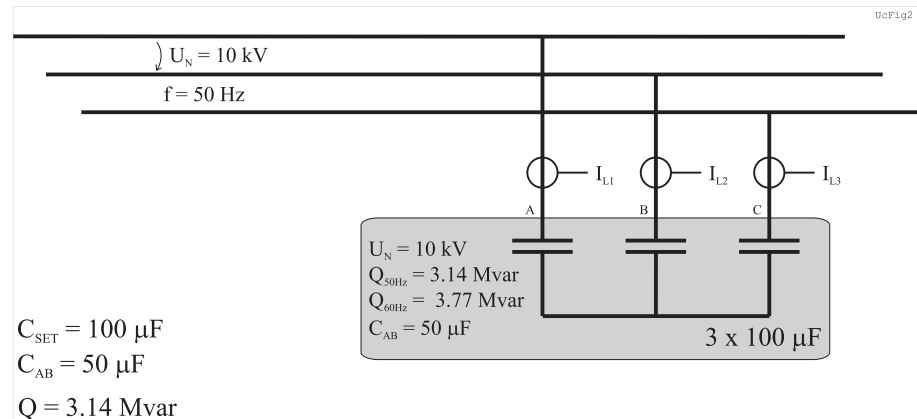 UcFig2
U_N = 10 kV
f = 50 Hz
I_L1
I_L2
I_L3
A
B
C
U_N = 10 kV
Q_50Hz = 3.14 Mvar
Q_60Hz = 3.77 Mvar
C_AB = 50 µF
3 x 100 µF
C_SET = 100 µF
C_AB = 50 µF
Q = 3.14 Mvar